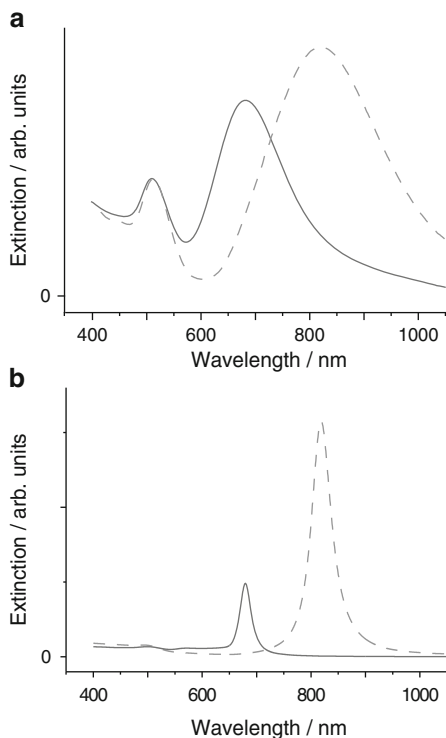 a
Extinction / arb. units
0
400 600 800 1000
Wavelength / nm
b
Extinction / arb. units
0
400 600 800 1000
Wavelength / nm